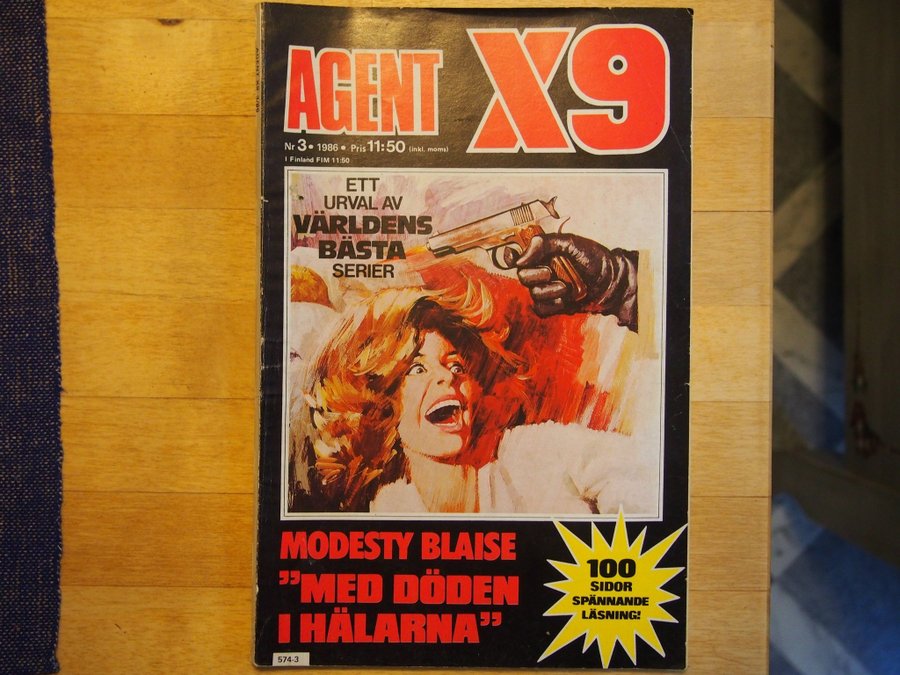 AGENT X9
Nr 3 • 1986 • Pris 11:50 (inkl. moms)
I Finland FIM 11:50
ETT
URVAL AV
VÄRLDENS
BÄSTA
SERIER
MODESTY BLAISE
”MED DÖDEN
I HÄLARNA”
100
SIDOR
SPÄNNANDE
LÄSNING!
574-3